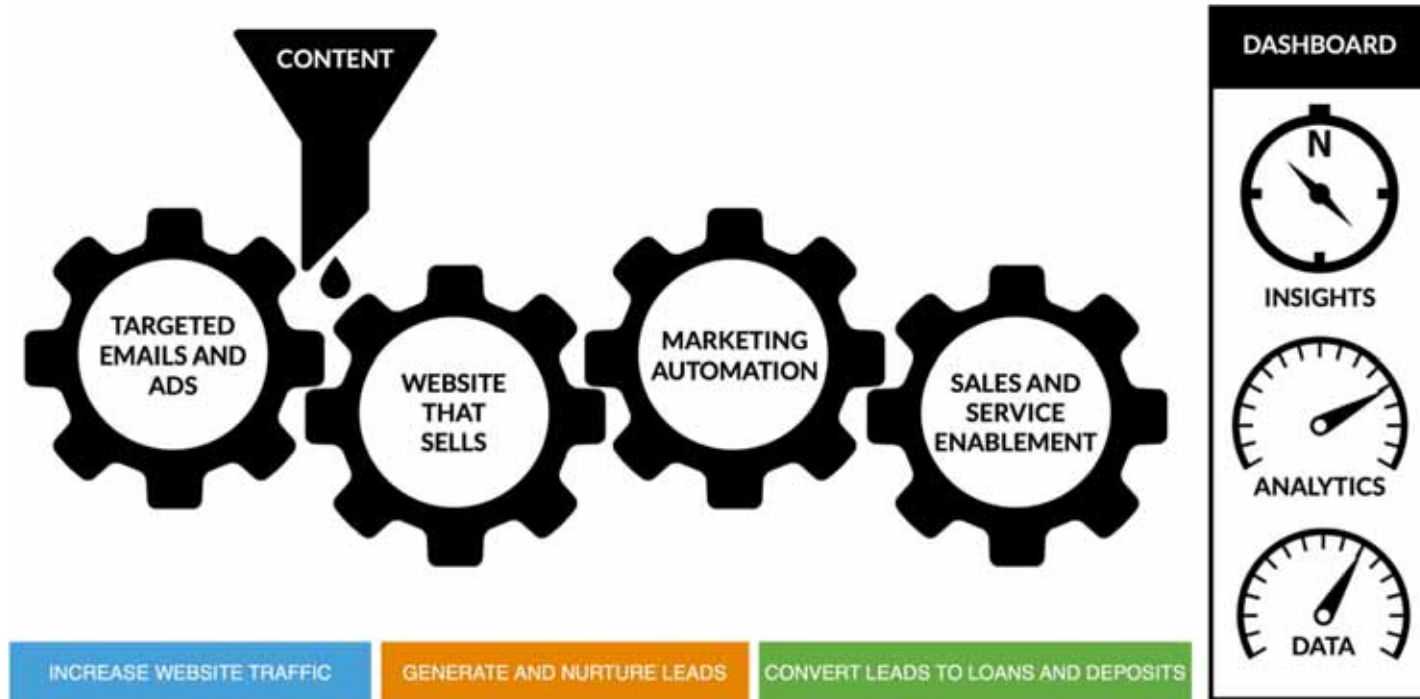 CONTENT
TARGETED
EMAILS AND
ADS
WEBSITE
THAT
SELLS
MARKETING
AUTOMATION
SALES AND
SERVICE
ENABLEMENT
INCREASE WEBSITE TRAFFIC
GENERATE AND NURTURE LEADS
CONVERT LEADS TO LOANS AND DEPOSITS
DASHBOARD
N
INSIGHTS
ANALYTICS
DATA